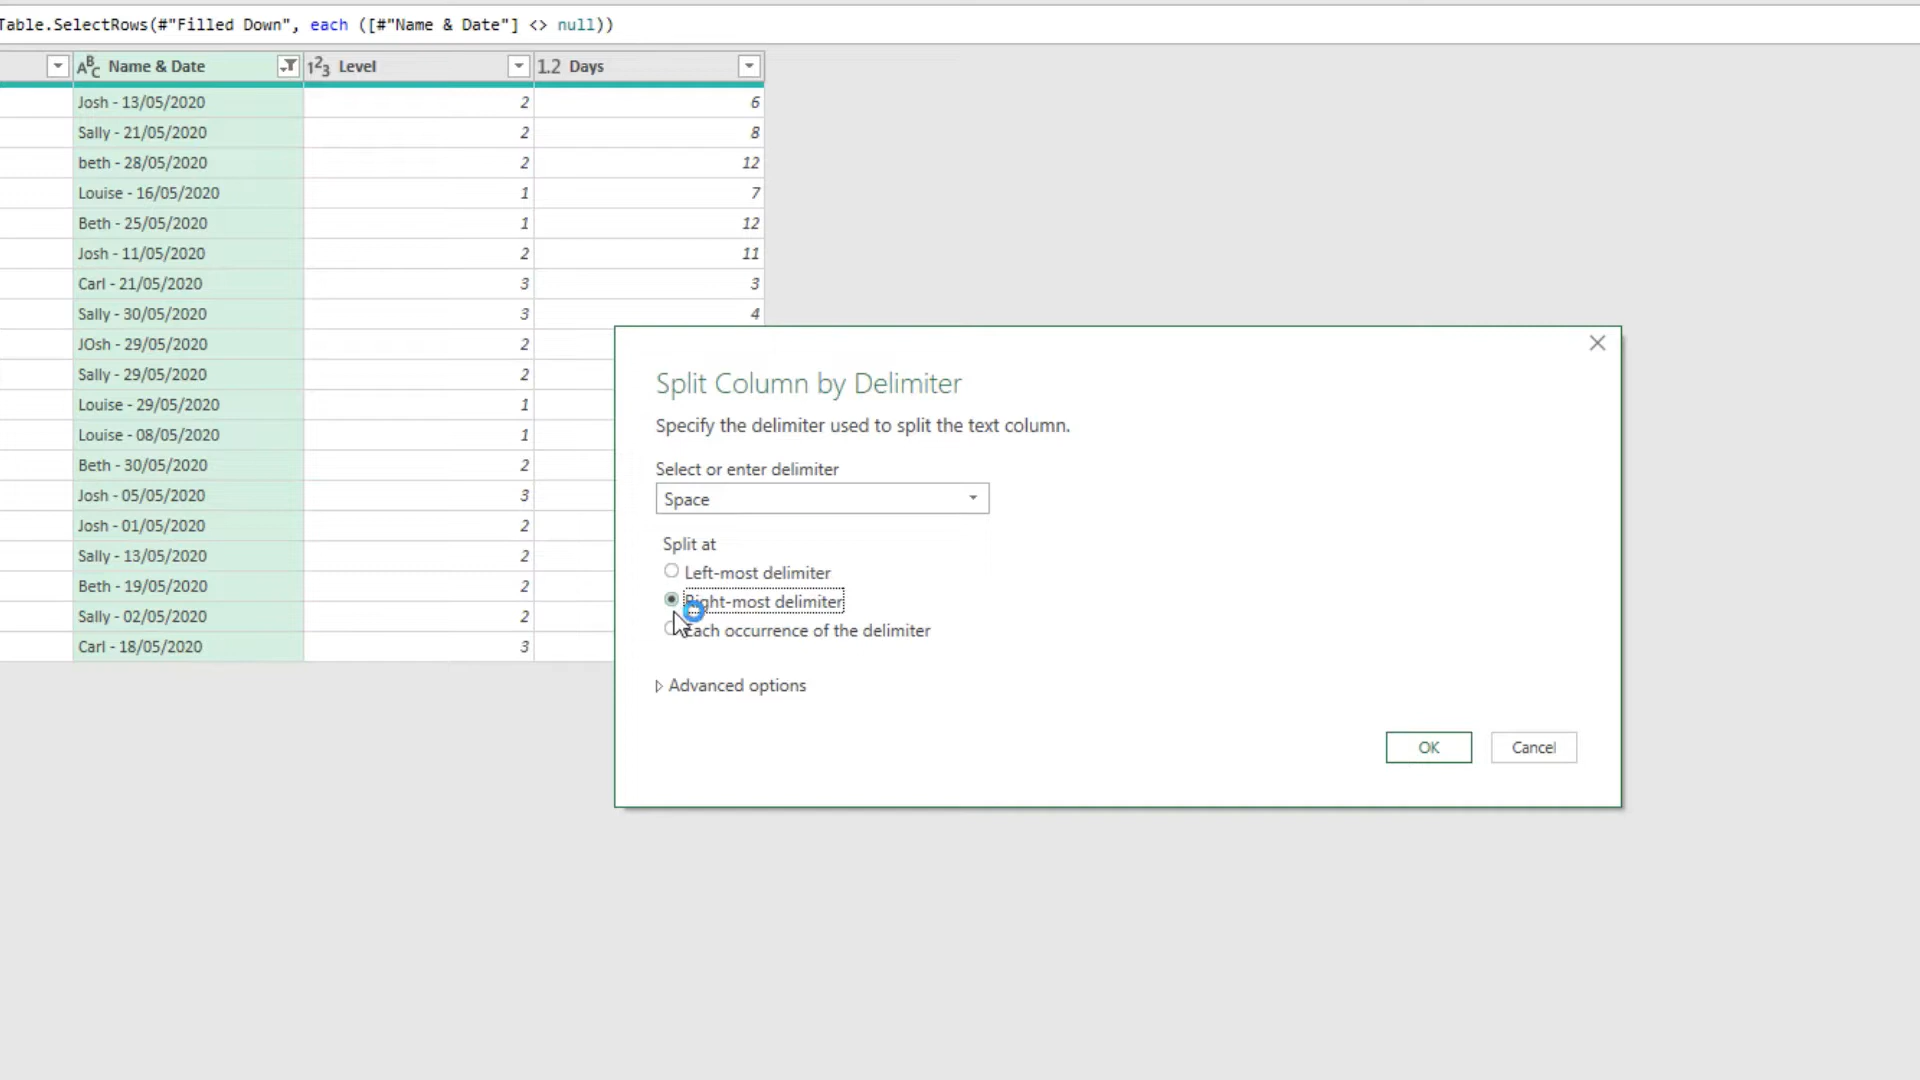 Table.SelectRows(#"Filled Down", each ([#"Name & Date"] <> null))
ABC Name & Date 123 Level 1.2 Days
Josh - 13/05/2020 2 6
Sally - 21/05/2020 2 8
beth - 28/05/2020 2 12
Louise - 16/05/2020 1 7
Beth - 25/05/2020 1 12
Josh - 11/05/2020 2 11
Carl - 21/05/2020 3 3
Sally - 30/05/2020 3 4
JOsh - 29/05/2020 2
Sally - 29/05/2020 2
Louise - 29/05/2020 1
Louise - 08/05/2020 1
Beth - 30/05/2020 2
Josh - 05/05/2020 3
Josh - 01/05/2020 2
Sally - 13/05/2020 2
Beth - 19/05/2020 2
Sally - 02/05/2020 2
Carl - 18/05/2020 3
Split Column by Delimiter
Specify the delimiter used to split the text column.
Select or enter delimiter
Space
Split at
Left-most delimiter
Right-most delimiter
Each occurrence of the delimiter
Advanced options
OK
Cancel